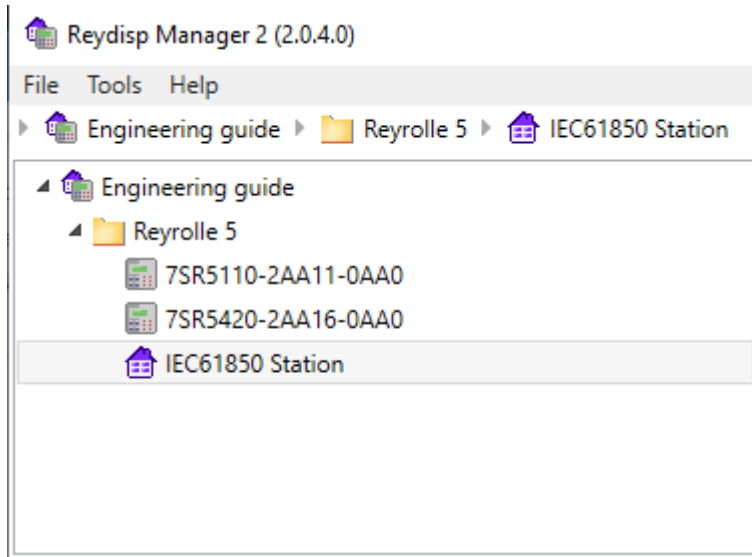 Reydisp Manager 2 (2.0.4.0)
File Tools Help
Engineering guide Reyrolle 5 IEC61850 Station
Engineering guide
Reyrolle 5
7SR5110-2AA11-0AA0
7SR5420-2AA16-0AA0
IEC61850 Station